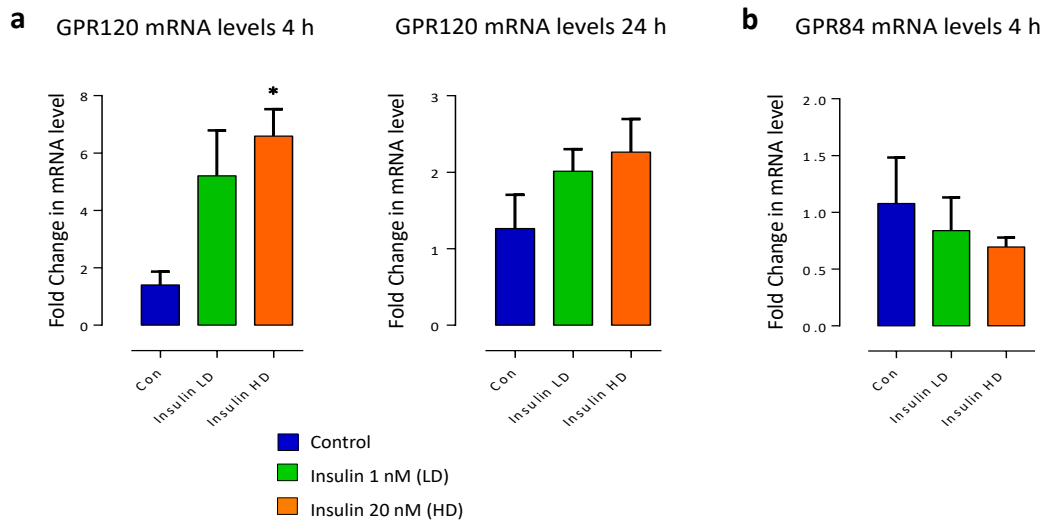 a
GPR120 mRNA levels 4 h
GPR120 mRNA levels 24 h
b
GPR84 mRNA levels 4 h
Fold Change in mRNA level
8
6
4
2
0
*
Con
Insulin LD
Insulin HD
Fold Change in mRNA level
3
2
1
0
Con
Insulin LD
Insulin HD
Fold Change in mRNA level
2.0
1.5
1.0
0.5
0.0
Con
Insulin LD
Insulin HD
Control
Insulin 1 nM (LD)
Insulin 20 nM (HD)